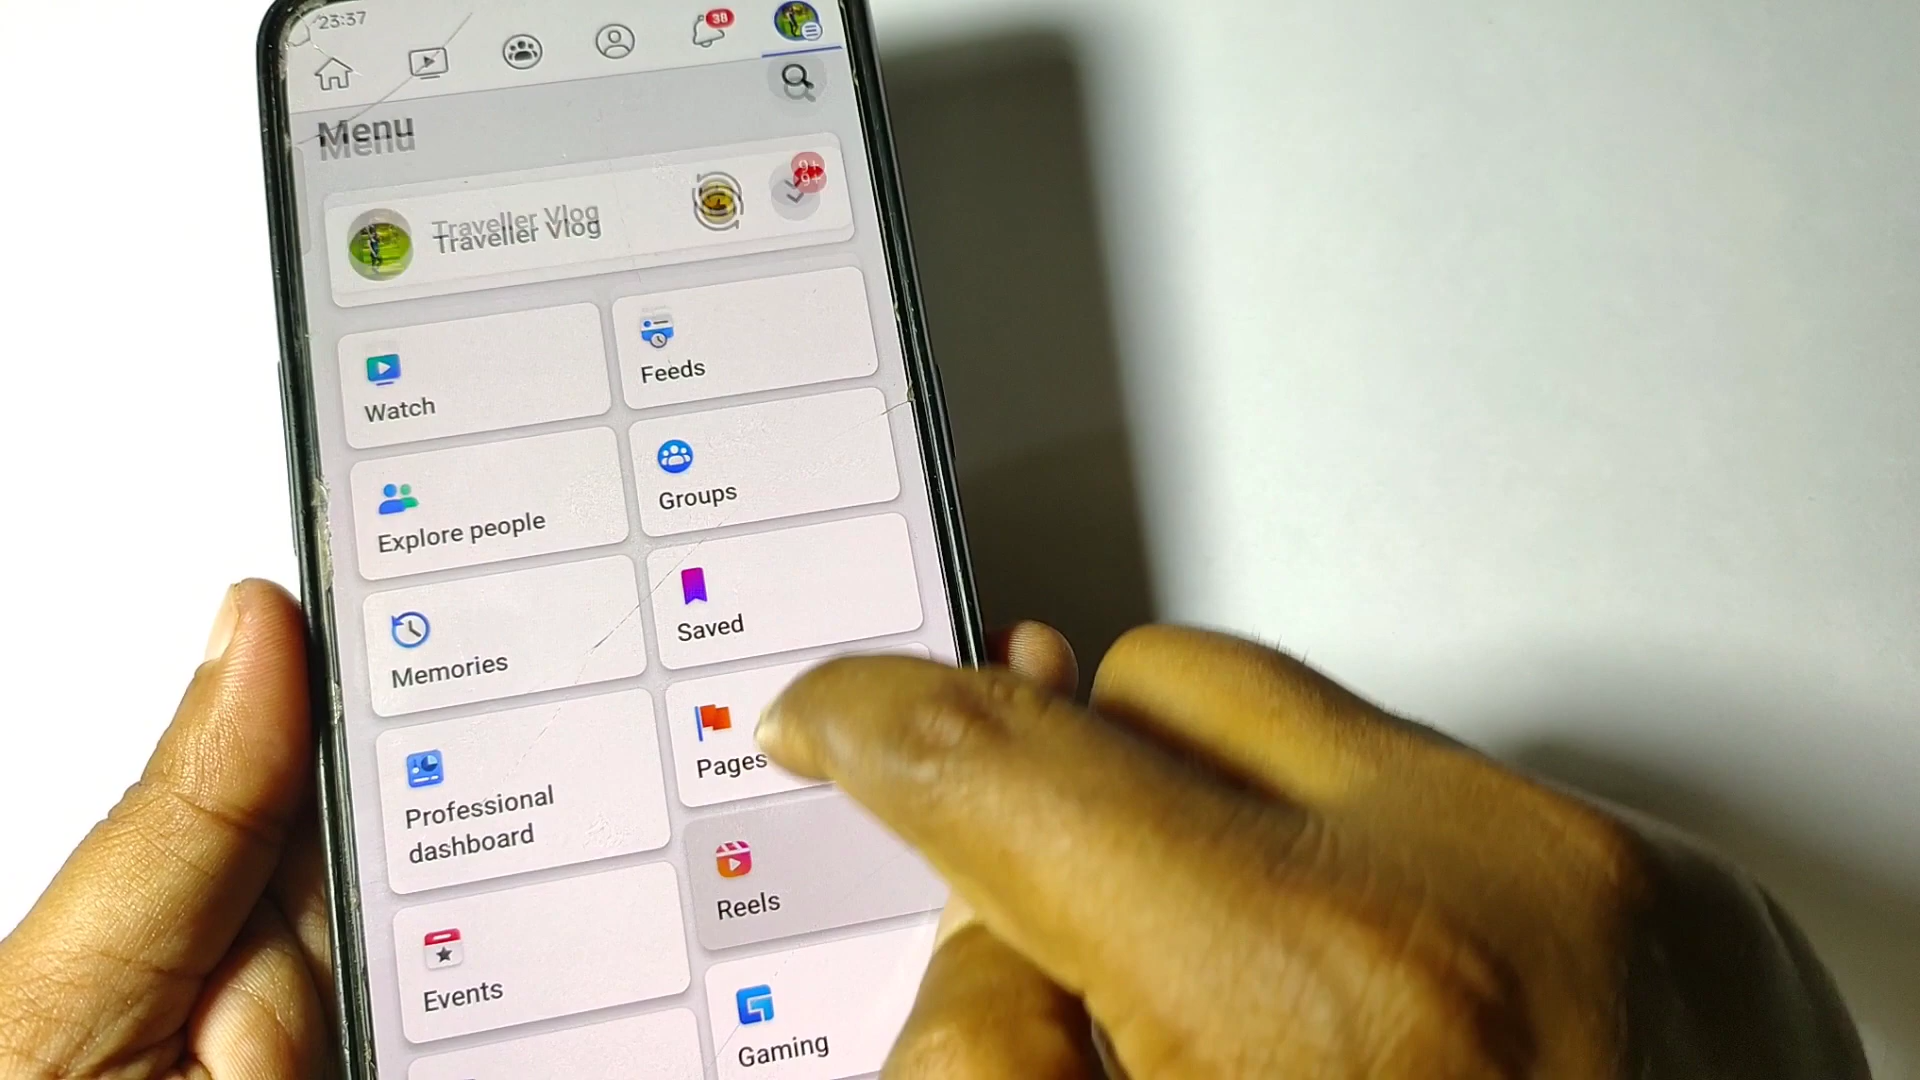 23:37
38
Menu
Traveller Vlog
9+
Watch
Feeds
Explore people
Groups
Memories
Saved
Professional
dashboard
Pages
Reels
Events
Gaming